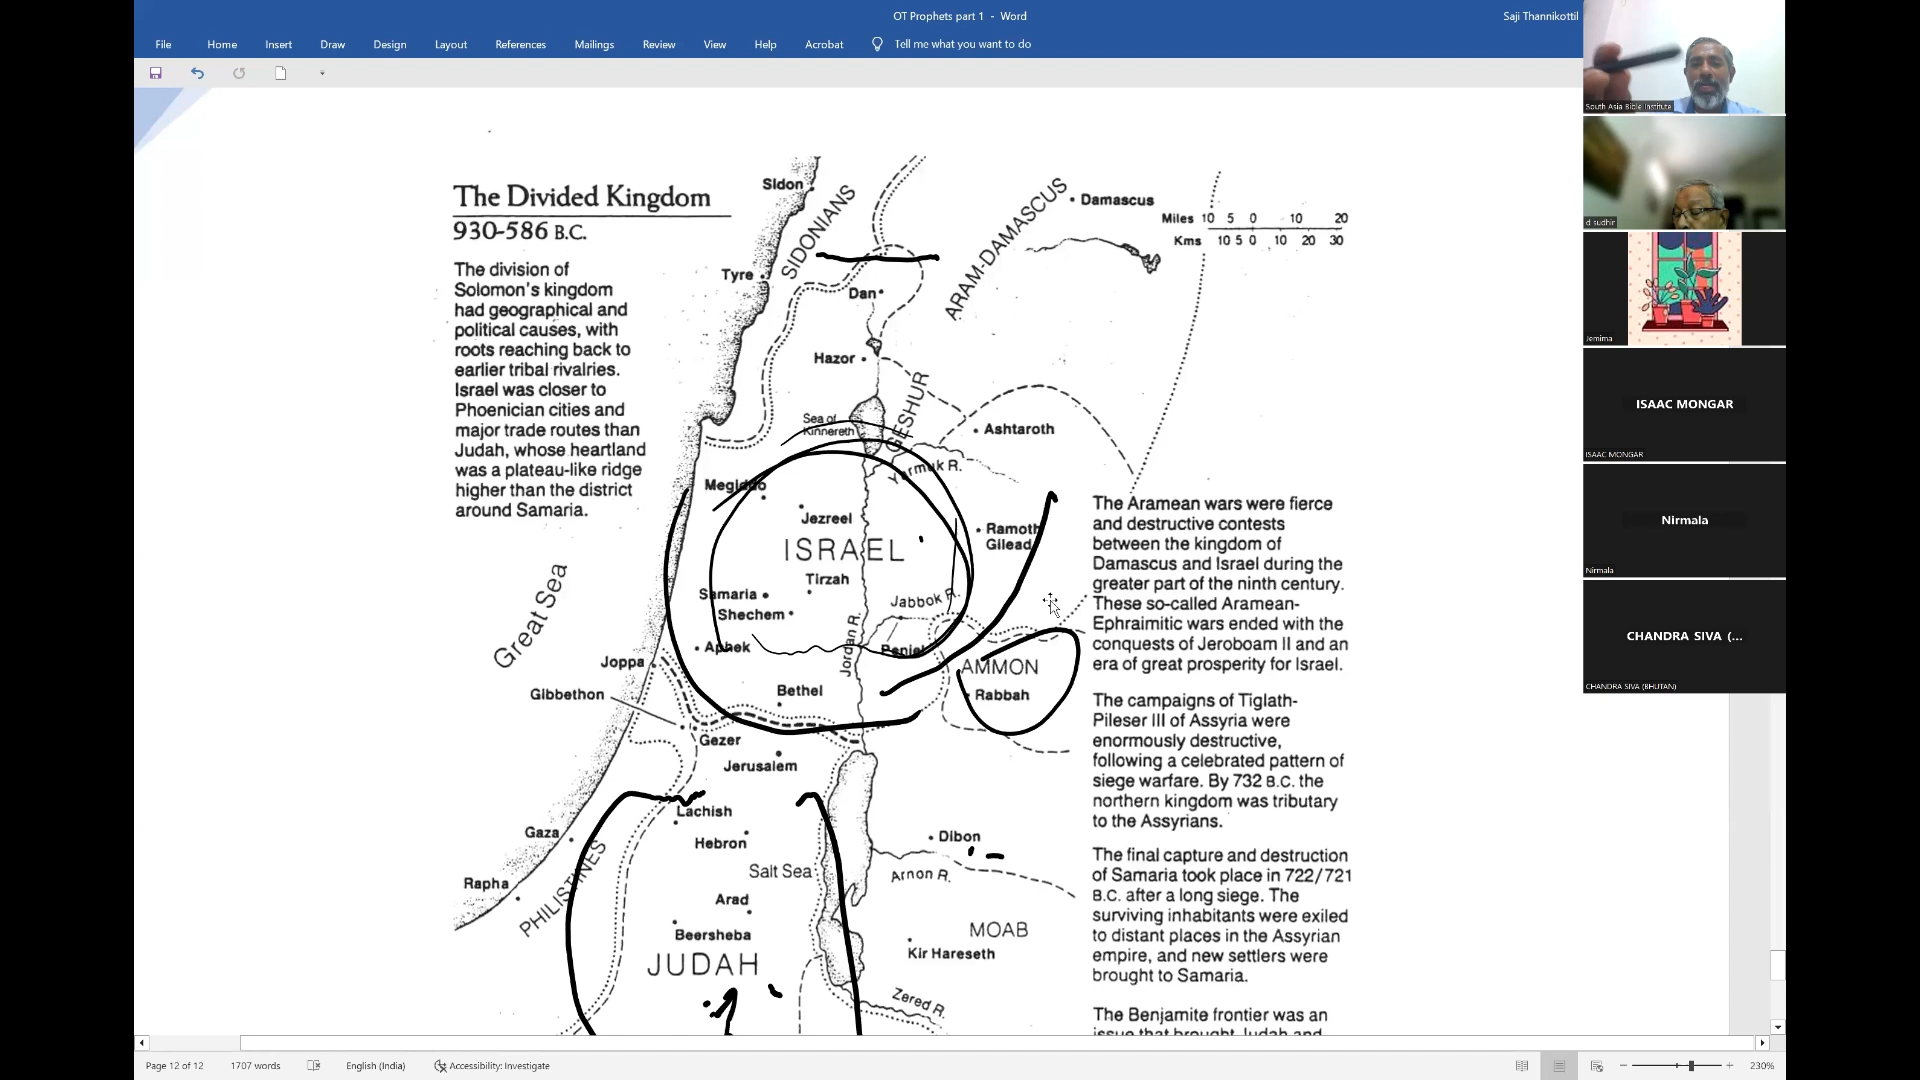 OT Prophets part 1 - Word
Saji Thannikottil
File Home Insert Draw Design Layout References Mailings Review View Help Acrobat Tell me what you want to do
The Divided Kingdom
930-586 B.C.
The division of
Solomon's kingdom
had geographical and
political causes, with
roots reaching back to
earlier tribal rivalries.
Israel was closer to
Phoenician cities and
major trade routes than
Judah, whose heartland
was a plateau-like ridge
higher than the district
around Samaria.
Sidon
SIDONIANS
Tyre
Dan
Hazor
ARAM-DAMASCUS
Damascus
Miles 10 5 0 10 20
Kms 10 5 0 10 20 30
Sea of
Kinnereth
GESHUR
Ashtaroth
Yarmuk R.
Megiddo
Jezreel
ISRAEL
Ramoth
Gilead
Tirzah
Samaria
Shechem
Jabbok R.
Jordan R.
Great Sea
Aphek
Peniel
AMMON
Rabbah
Joppa
Gibbethon
Bethel
Gezer
Jerusalem
Lachish
Hebron
Gaza
PHILISTINES
Rapha
Salt Sea
Dibon
Arnon R.
Arad
Beersheba
JUDAH
MOAB
Kir Hareseth
Zered R.
The Aramean wars were fierce
and destructive contests
between the kingdom of
Damascus and Israel during the
greater part of the ninth century.
These so-called Aramean-
Ephraimitic wars ended with the
conquests of Jeroboam II and an
era of great prosperity for Israel.
The campaigns of Tiglath-
Pileser III of Assyria were
enormously destructive,
following a celebrated pattern of
siege warfare. By 732 B.C. the
northern kingdom was tributary
to the Assyrians.
The final capture and destruction
of Samaria took place in 722/721
B.C. after a long siege. The
surviving inhabitants were exiled
to distant places in the Assyrian
empire, and new settlers were
brought to Samaria.
The Benjamite frontier was an
issue that brought Judah and
South Asia Bible Institute
d sudhir
Jemima
ISAAC MONGAR
ISAAC MONGAR
Nirmala
Nirmala
CHANDRA SIVA (...
CHANDRA SIVA (BHUTAN)
Page 12 of 12 1707 words English (India) Accessibility: Investigate 230%